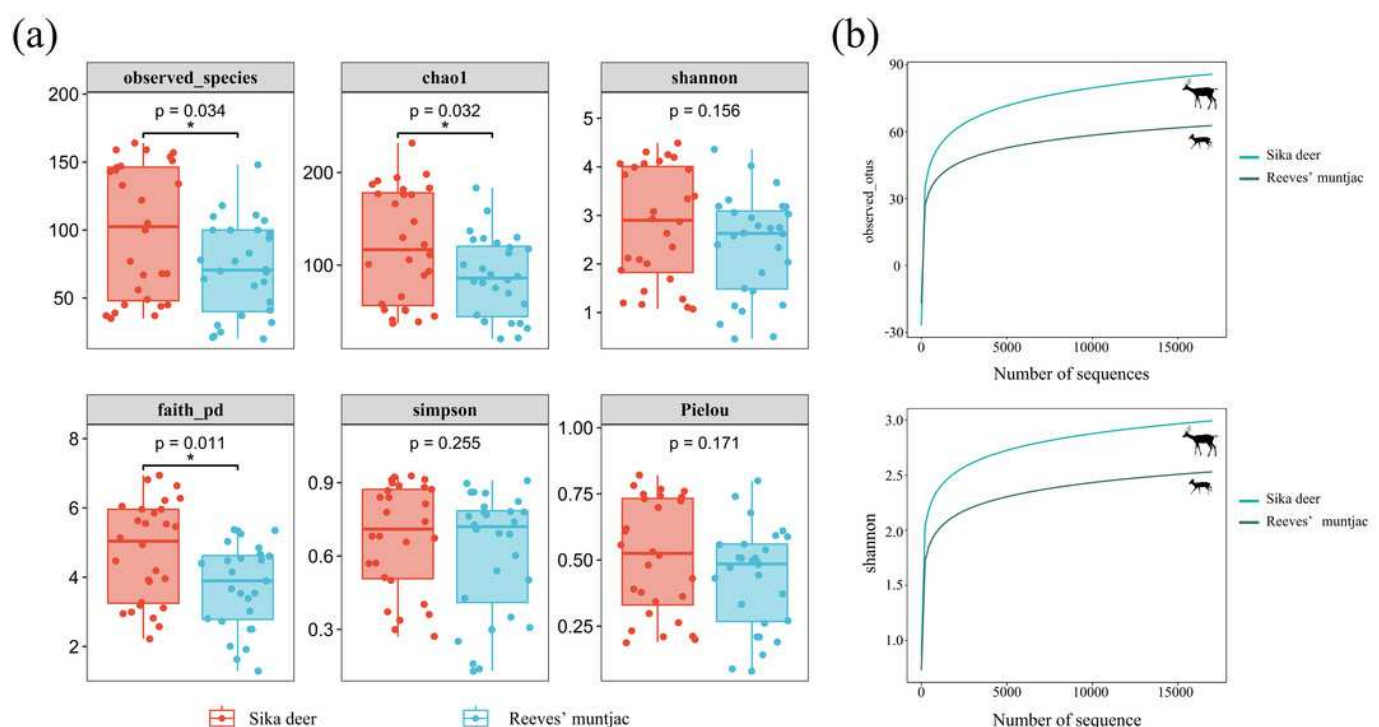 (a)
(b)
observed_species
chao1
shannon
p = 0.034
p = 0.032
p = 0.156
*
*
200
150
100
50
200
100
5
4
3
2
1
faith_pd
simpson
Pielou
p = 0.011
p = 0.255
p = 0.171
*
8
6
4
2
0.9
0.6
0.3
1.00
0.75
0.50
0.25
Sika deer
Reeves’ muntjac
90
60
30
0
-30
observed_otus
0
5000
10000
15000
Number of sequences
Sika deer
Reeves’ muntjac
3.0
2.5
2.0
1.5
1.0
shannon
0
5000
10000
15000
Number of sequence
Sika deer
Reeves’ muntjac